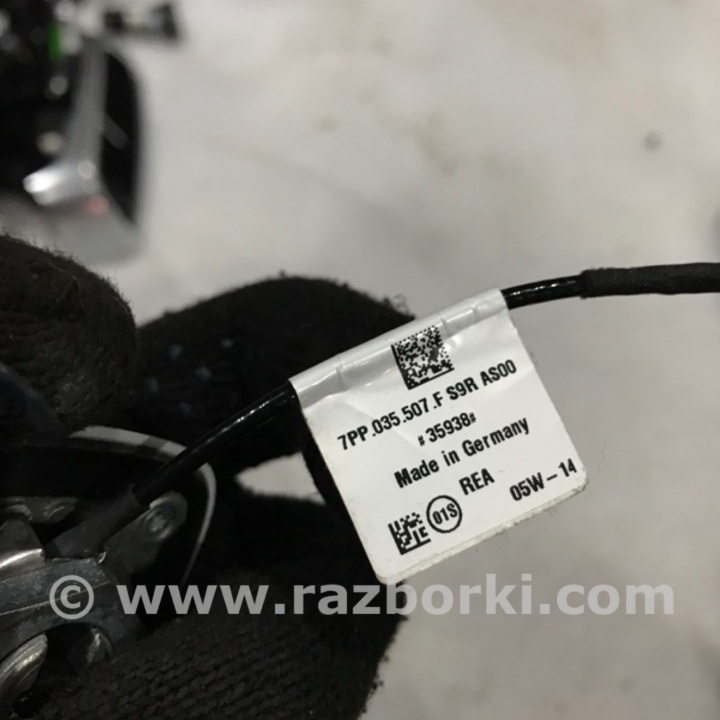 7PP.035.507.F S9R AS00
#35938#
Made in Germany
REA
05W-14
01S
© www.razborki.com